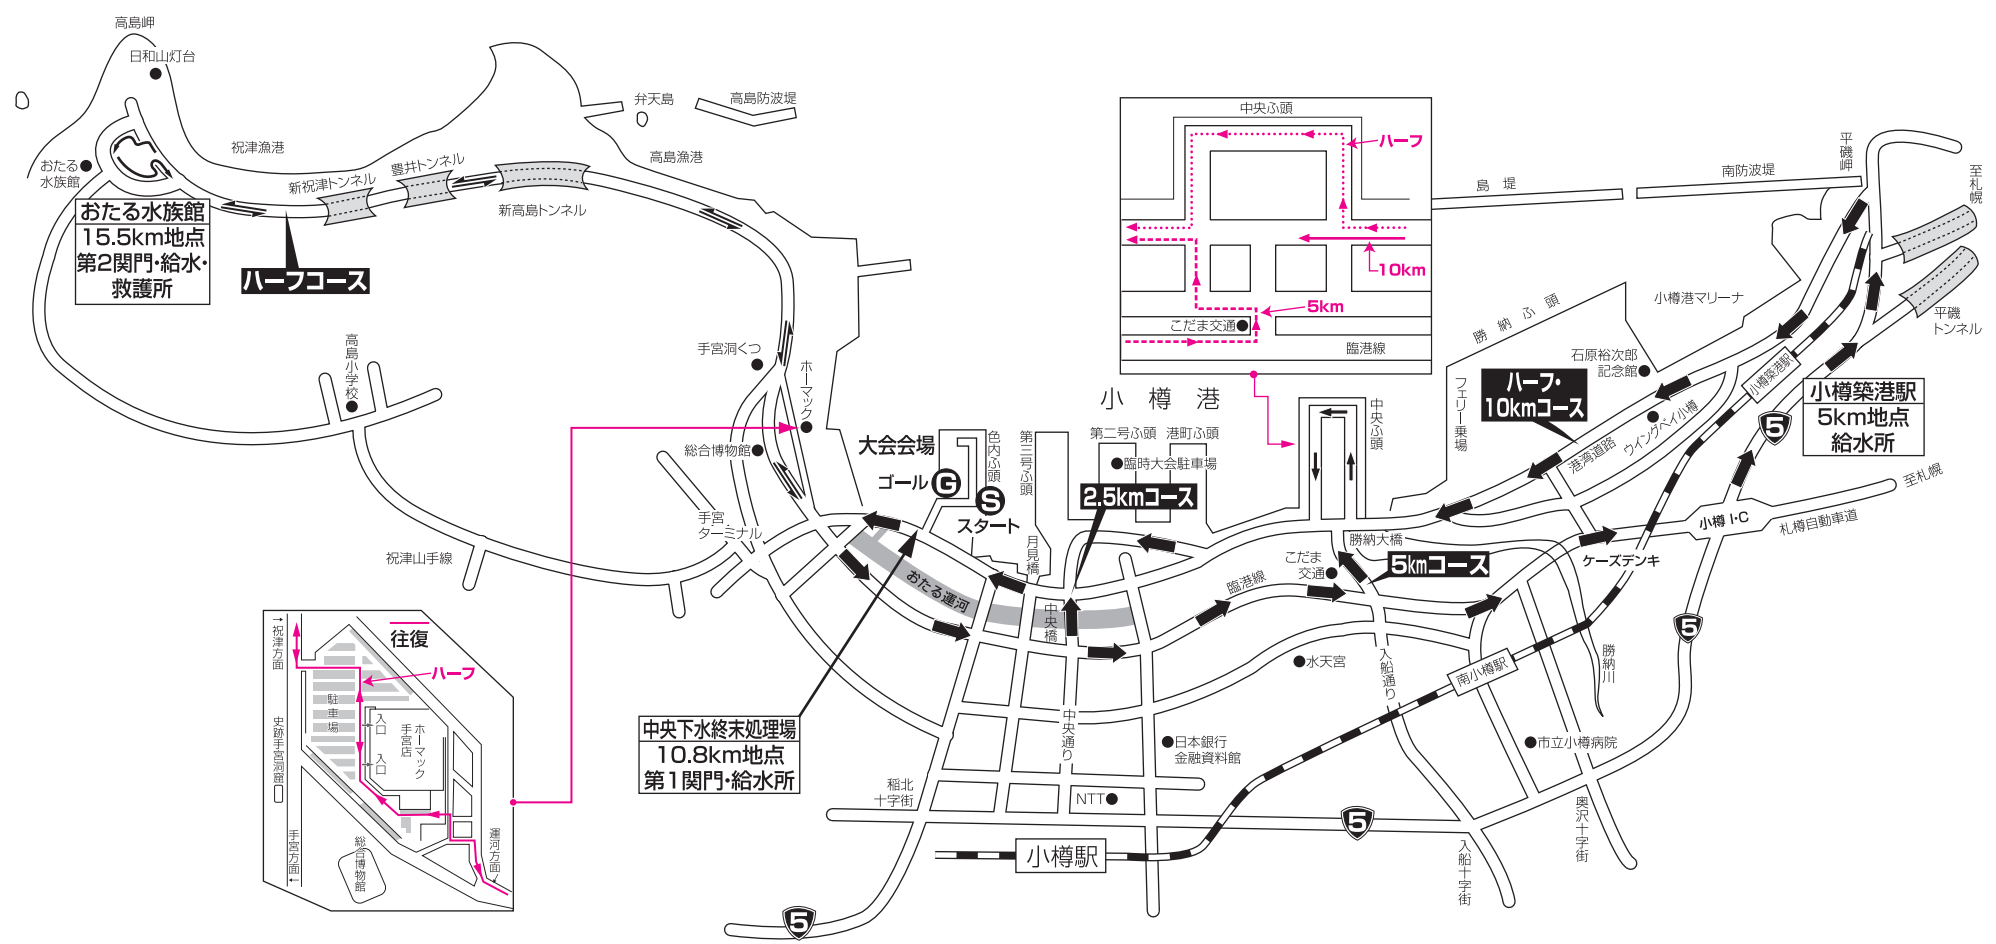 高島岬
日和山灯台
おたる
水族館
おたる水族館
15.5km地点
第2関門・給水・
救護所
祝津漁港
新祝津トンネル
豊井トンネル
新高島トンネル
弁天島
高島防波堤
高島漁港
ハーフコース
高島小学校
手宮洞くつ
ホーマック
総合博物館
手宮
ターミナル
祝津山手線
大会会場
ゴール
G
S
スタート
色内ふ頭
第三号ふ頭
第二号ふ頭
港町ふ頭
臨時大会駐車場
2.5kmコース
月見橋
おたる運河
中央橋
小樽港
中央ふ頭
ハーフ
10km
5km
こだま交通
臨港線
中央ふ頭
島堤
南防波堤
平磯岬
至札幌
平磯
トンネル
小樽港マリーナ
勝納ふ頭
石原裕次郎
記念館
フェリー乗場
ハーフ・
10kmコース
港湾道路
ウイングベイ小樽
小樽築港駅
小樽築港駅
5km地点
給水所
5
至札幌
小樽I・C
札樽自動車道
ケーズデンキ
勝納大橋
こだま
交通
5kmコース
臨港線
水天宮
入船通り
南小樽駅
勝納川
5
市立小樽病院
奥沢十字街
入船十字街
5
日本銀行
金融資料館
NTT
中央通り
稲北
十字街
小樽駅
5
中央下水終末処理場
10.8km地点
第1関門・給水所
往復
ハーフ
→祝津方面
駐車場
入口
入口
ホーマック
手宮店
史跡手宮洞窟
手宮方面←
総合博物館
運河方面→